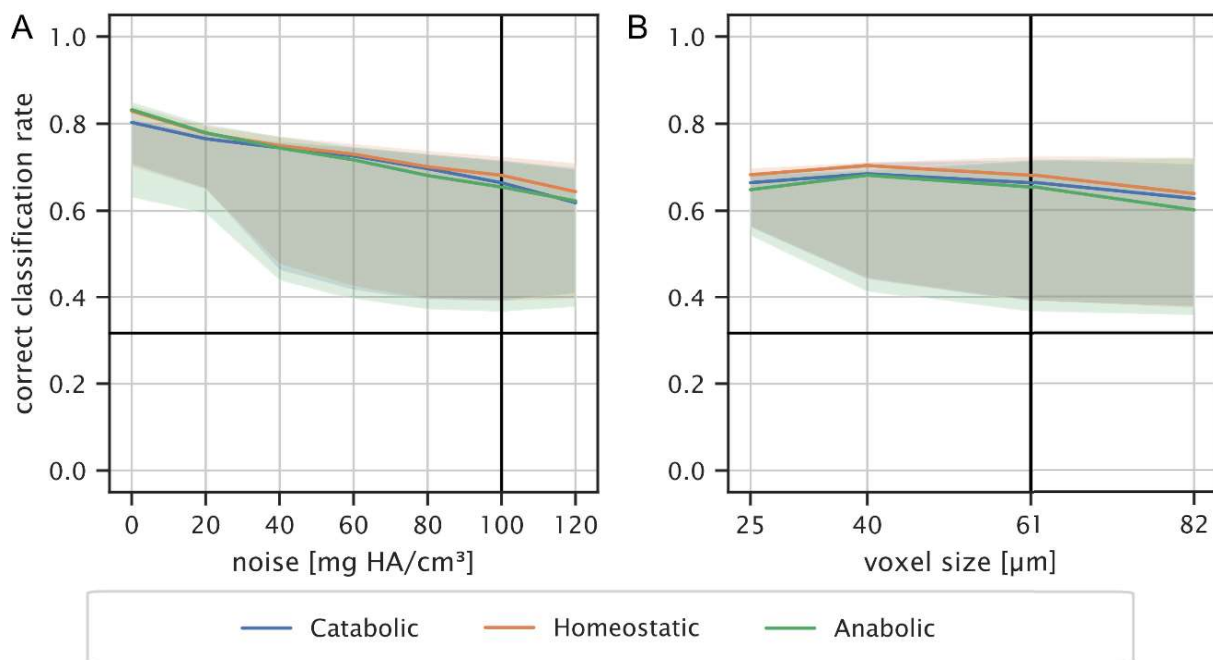 A
B
correct classification rate
1.0
0.8
0.6
0.4
0.2
0.0
0 20 40 60 80 100 120
noise [mg HA/cm³]
1.0
0.8
0.6
0.4
0.2
0.0
25 40 61 82
voxel size [µm]
Catabolic Homeostatic Anabolic